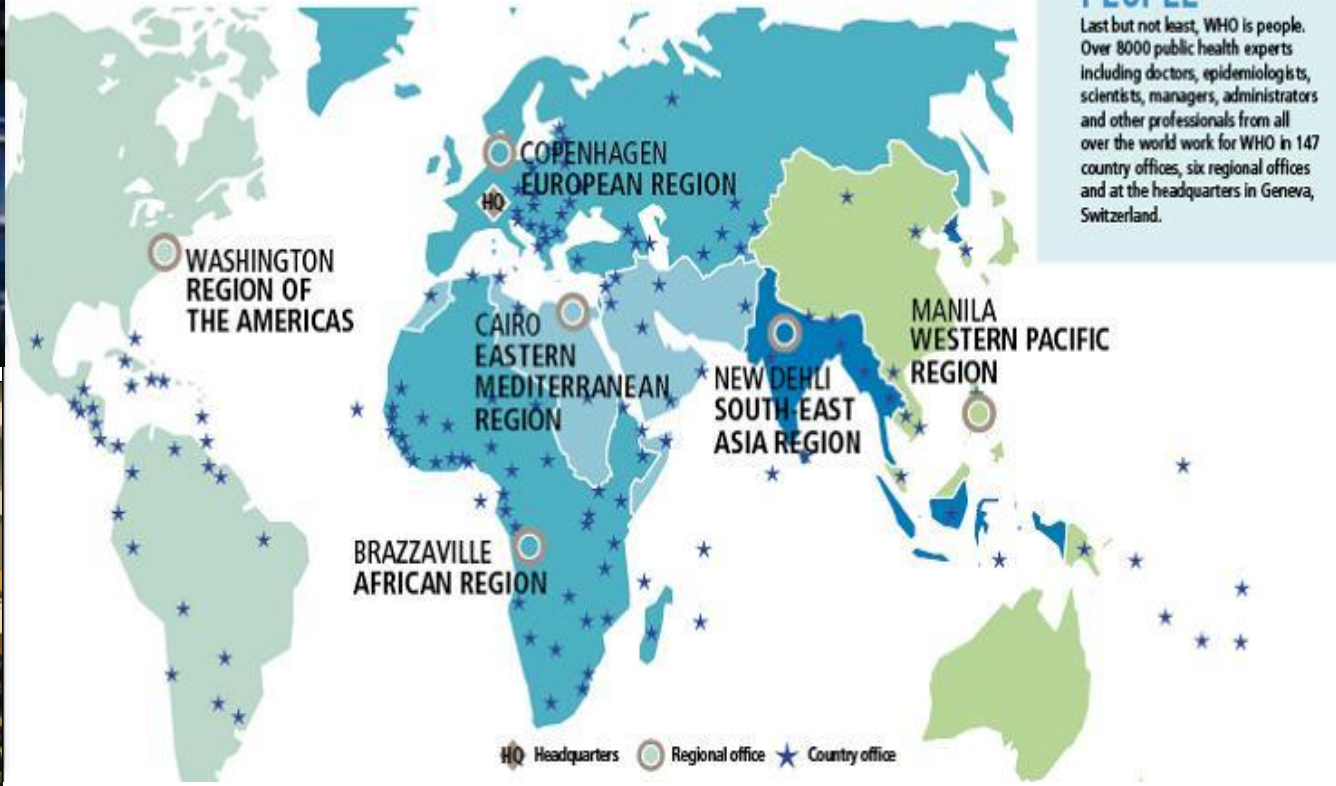 PEOPLE
Last but not least, WHO is people.
Over 8000 public health experts
including doctors, epidemiologists,
scientists, managers, administrators
and other professionals from all
over the world work for WHO in 147
country offices, six regional offices
and at the headquarters in Geneva,
Switzerland.
COPENHAGEN
EUROPEAN REGION
HQ
WASHINGTON
REGION OF
THE AMERICAS
CAIRO
EASTERN
MEDITERRANEAN
REGION
NEW DEHLI
SOUTH-EAST
ASIA REGION
MANILA
WESTERN PACIFIC
REGION
BRAZZAVILLE
AFRICAN REGION
HQ Headquarters Regional office Country office